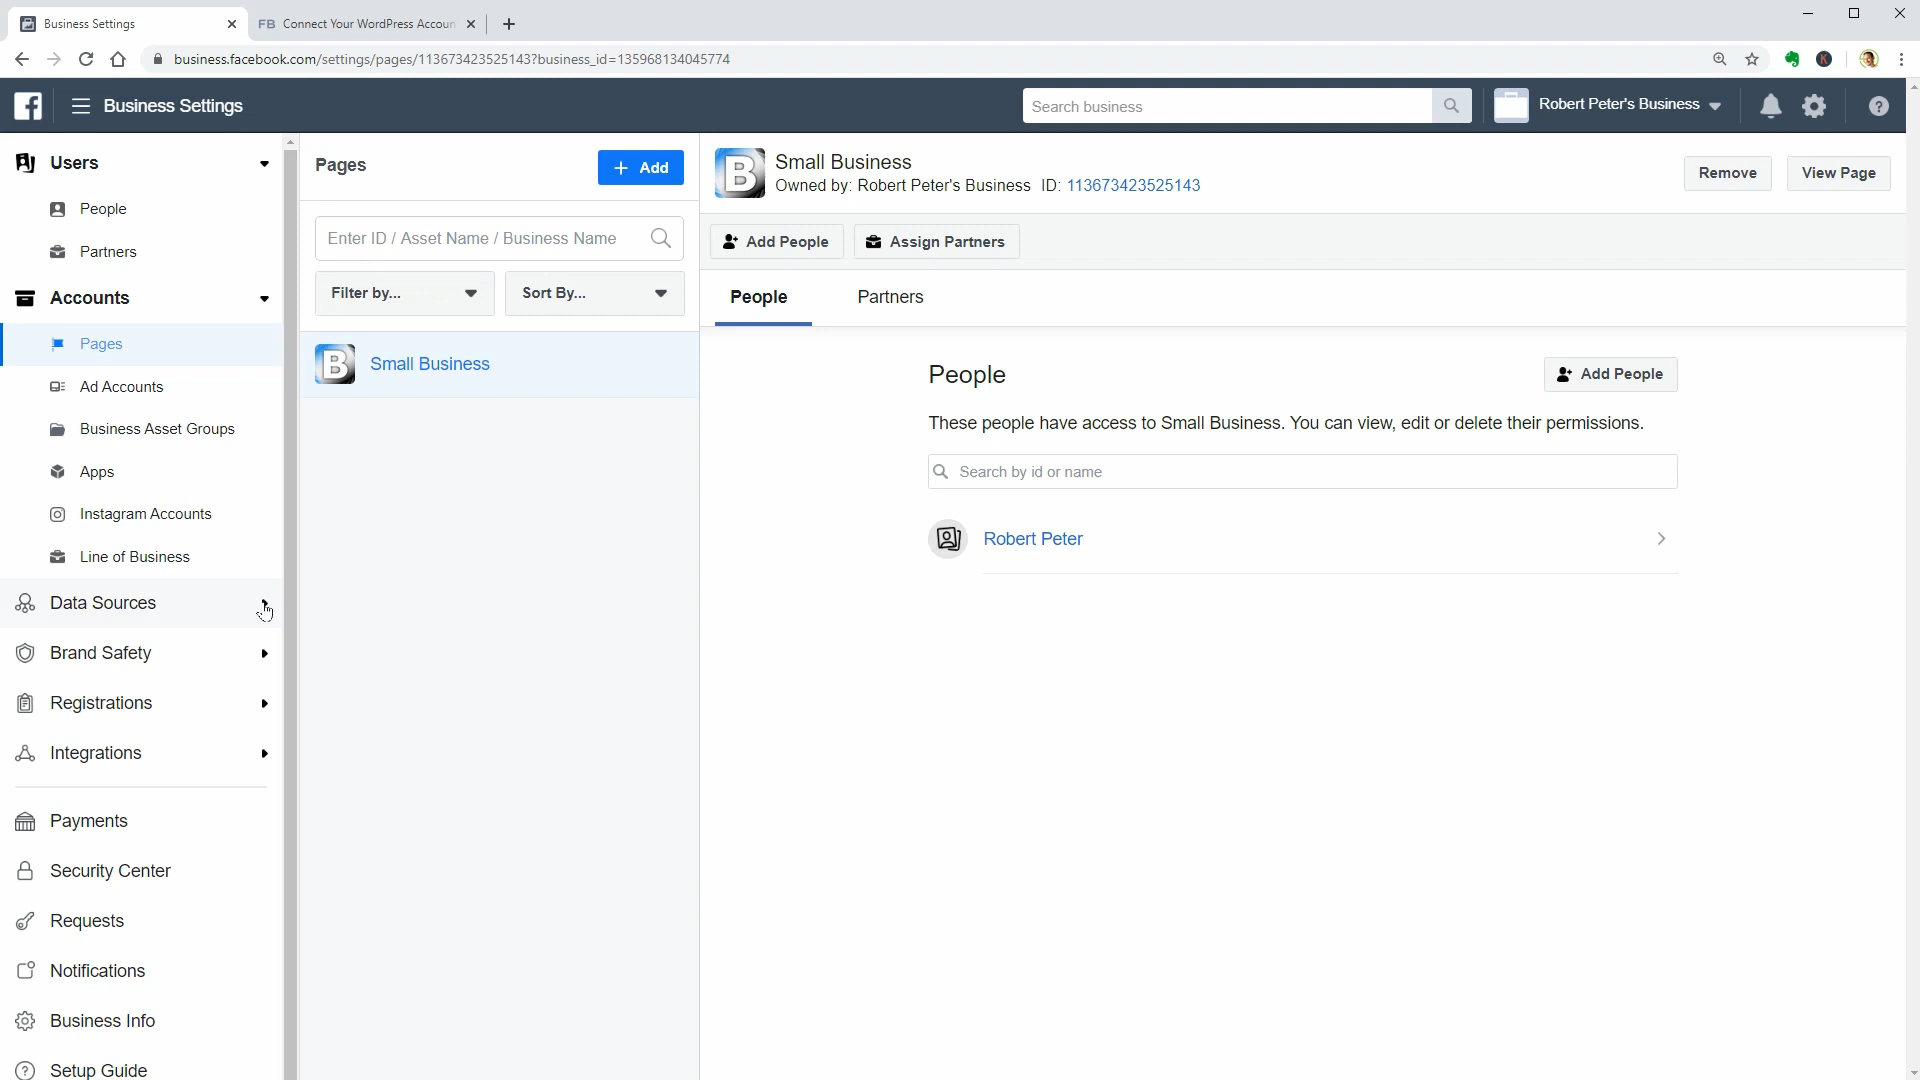 Business Settings
FB Connect Your WordPress Accoun
business.facebook.com/settings/pages/113673423525143?business_id=135968134045774
K
Business Settings
Search business
Robert Peter's Business
Users
People
Partners
Accounts
Pages
Ad Accounts
Business Asset Groups
Apps
Instagram Accounts
Line of Business
Data Sources
Brand Safety
Registrations
Integrations
Payments
Security Center
Requests
Notifications
Business Info
Setup Guide
Pages
+ Add
Enter ID / Asset Name / Business Name
Filter by...
Sort By...
B
Small Business
B
Small Business
Owned by: Robert Peter's Business ID: 113673423525143
Remove
View Page
Add People
Assign Partners
People
Partners
People
Add People
These people have access to Small Business. You can view, edit or delete their permissions.
Search by id or name
Robert Peter